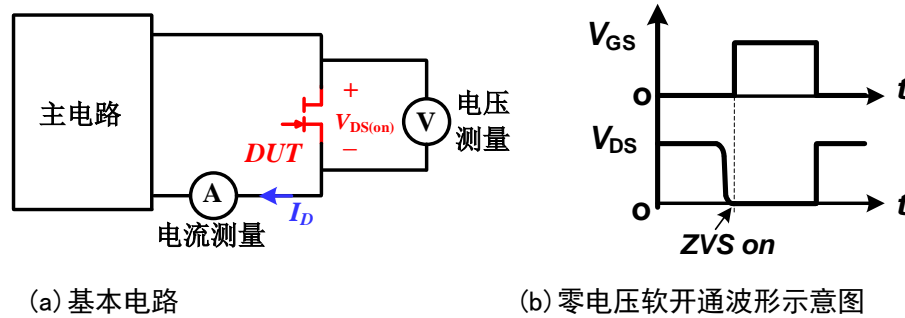 主电路
+
V_DS(on)
−
DUT
V
电压
测量
A
I_D
电流测量
(a)基本电路
V_GS
o
t
V_DS
o
t
ZVS on
(b)零电压软开通波形示意图